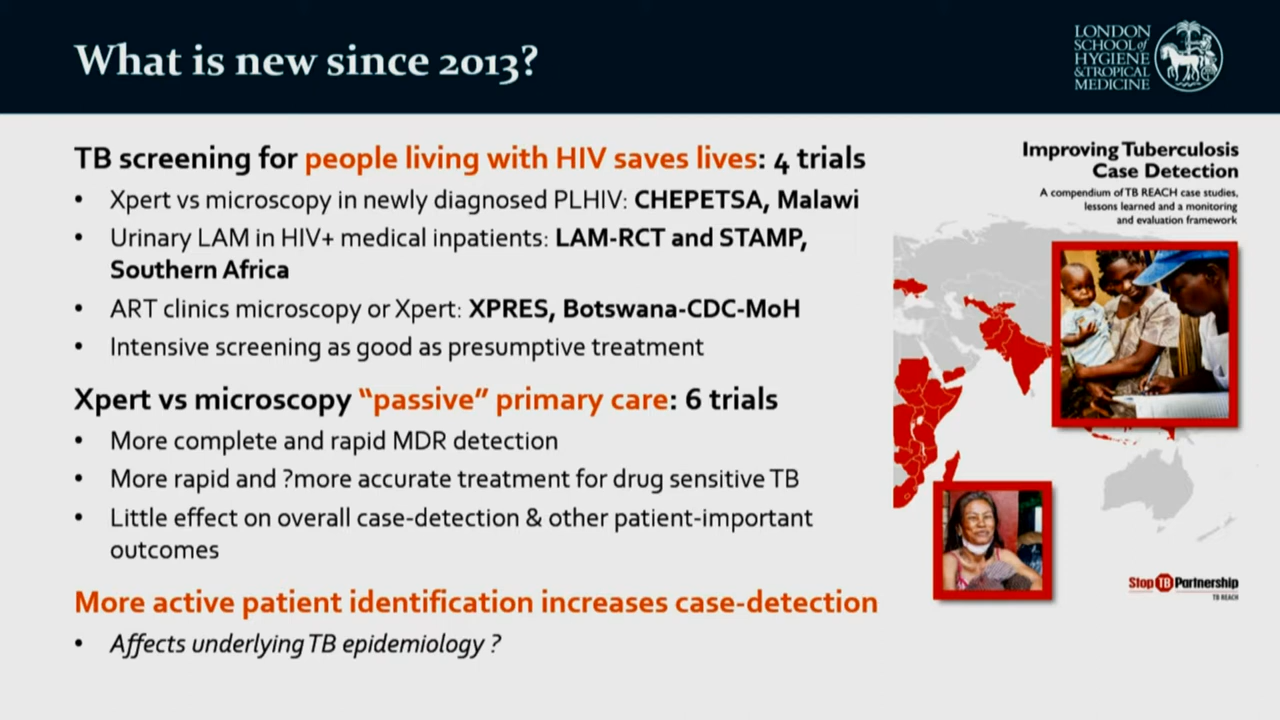 What is new since 2013?
LONDON
SCHOOL of
HYGIENE
& TROPICAL
MEDICINE
TB screening for people living with HIV saves lives: 4 trials
• Xpert vs microscopy in newly diagnosed PLHIV: CHEPETSA, Malawi
• Urinary LAM in HIV+ medical inpatients: LAM-RCT and STAMP,
Southern Africa
• ART clinics microscopy or Xpert: XPRES, Botswana-CDC-MoH
• Intensive screening as good as presumptive treatment
Xpert vs microscopy “passive” primary care: 6 trials
• More complete and rapid MDR detection
• More rapid and ?more accurate treatment for drug sensitive TB
• Little effect on overall case-detection & other patient-important
outcomes
More active patient identification increases case-detection
• Affects underlying TB epidemiology ?
Improving Tuberculosis
Case Detection
A compendium of TB REACH case studies,
lessons learned and a monitoring
and evaluation framework
Stop TB Partnership
TB REACH